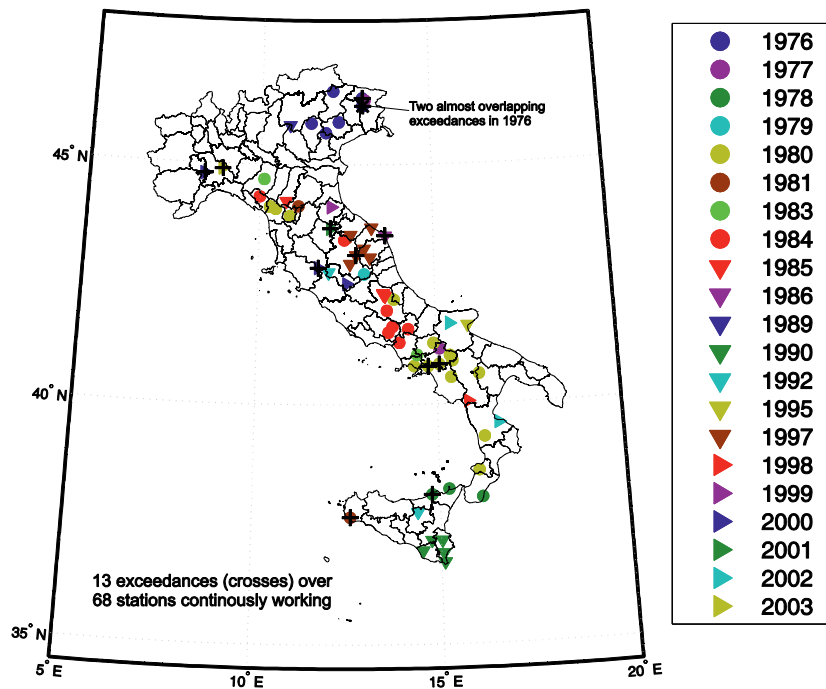 Two almost overlapping
exceedances in 1976
45° N
40° N
35° N
13 exceedances (crosses) over
68 stations continously working
5° E
10° E
15° E
20° E
1976
1977
1978
1979
1980
1981
1983
1984
1985
1986
1989
1990
1992
1995
1997
1998
1999
2000
2001
2002
2003